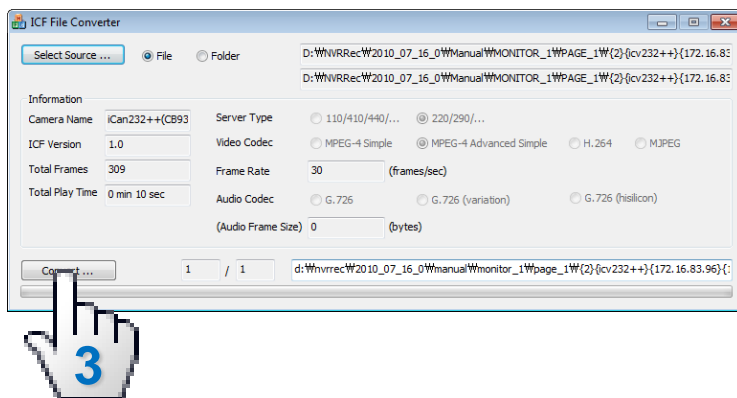 ICF File Converter
Select Source ... File Folder D:₩NVRRec₩2010_07_16_0₩Manual₩MONITOR_1₩PAGE_1₩{2}{icv232++}{172.16.83
D:₩NVRRec₩2010_07_16_0₩Manual₩MONITOR_1₩PAGE_1₩{2}{icv232++}{172.16.83
Information
Camera Name iCan232++(CB93 Server Type 110/410/440/... 220/290/...
ICF Version 1.0 Video Codec MPEG-4 Simple MPEG-4 Advanced Simple H.264 MJPEG
Total Frames 309 Frame Rate 30 (frames/sec)
Total Play Time 0 min 10 sec Audio Codec G.726 G.726 (variation) G.726 (hisilicon)
(Audio Frame Size) 0 (bytes)
1 / 1 d:₩nvrrec₩2010_07_16_0₩manual₩monitor_1₩page_1₩{2}{icv232++}{172.16.83.96}{
3